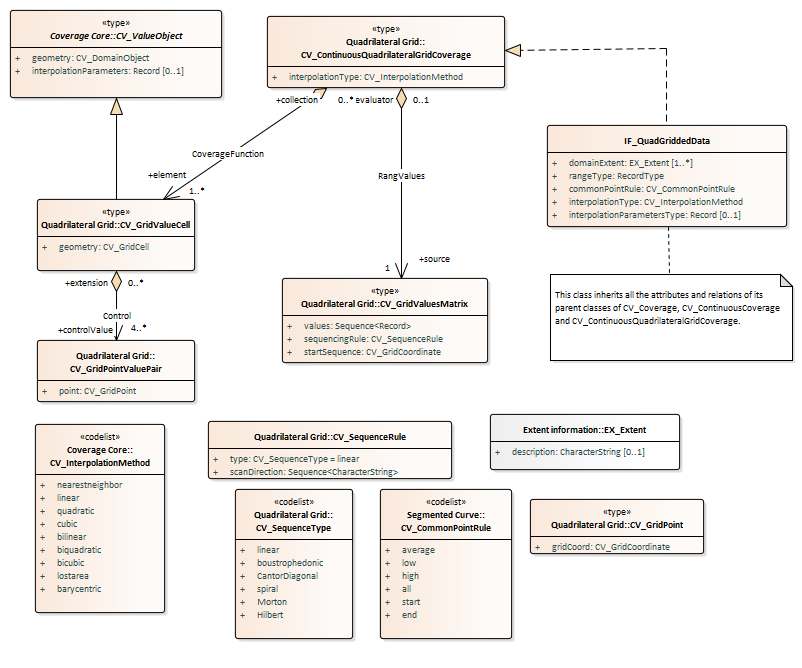 «type»
Coverage Core::CV_ValueObject
+ geometry: CV_DomainObject
+ interpolationParameters: Record [0..1]
«type»
Quadrilateral Grid::
CV_ContinuousQuadrilateralGridCoverage
+ interpolationType: CV_InterpolationMethod
+collection
0..*
evaluator
0..1
CoverageFunction
+element
1..*
RangValues
+source
1
IF_QuadGriddedData
+ domainExtent: EX_Extent [1..*]
+ rangeType: RecordType
+ commonPointRule: CV_CommonPointRule
+ interpolationType: CV_InterpolationMethod
+ interpolationParametersType: Record [0..1]
«type»
Quadrilateral Grid::CV_GridValueCell
+ geometry: CV_GridCell
+extension
0..*
Control
+controlValue
4..*
«type»
Quadrilateral Grid::CV_GridValuesMatrix
+ values: Sequence<Record>
+ sequencingRule: CV_SequenceRule
+ startSequence: CV_GridCoordinate
This class inherits all the attributes and relations of its
parent classes of CV_Coverage, CV_ContinuousCoverage
and CV_ContinuousQuadrilateralGridCoverage.
Quadrilateral Grid::
CV_GridPointValuePair
+ point: CV_GridPoint
«codelist»
Coverage Core::
CV_InterpolationMethod
+ nearestneighbor
+ linear
+ quadratic
+ cubic
+ bilinear
+ biquadratic
+ bicubic
+ lostarea
+ barycentric
Quadrilateral Grid::CV_SequenceRule
+ type: CV_SequenceType = linear
+ scanDirection: Sequence<CharacterString>
Extent information::EX_Extent
+ description: CharacterString [0..1]
«codelist»
Quadrilateral Grid::
CV_SequenceType
+ linear
+ boustrophedonic
+ CantorDiagonal
+ spiral
+ Morton
+ Hilbert
«codelist»
Segmented Curve::
CV_CommonPointRule
+ average
+ low
+ high
+ all
+ start
+ end
«type»
Quadrilateral Grid::CV_GridPoint
+ gridCoord: CV_GridCoordinate